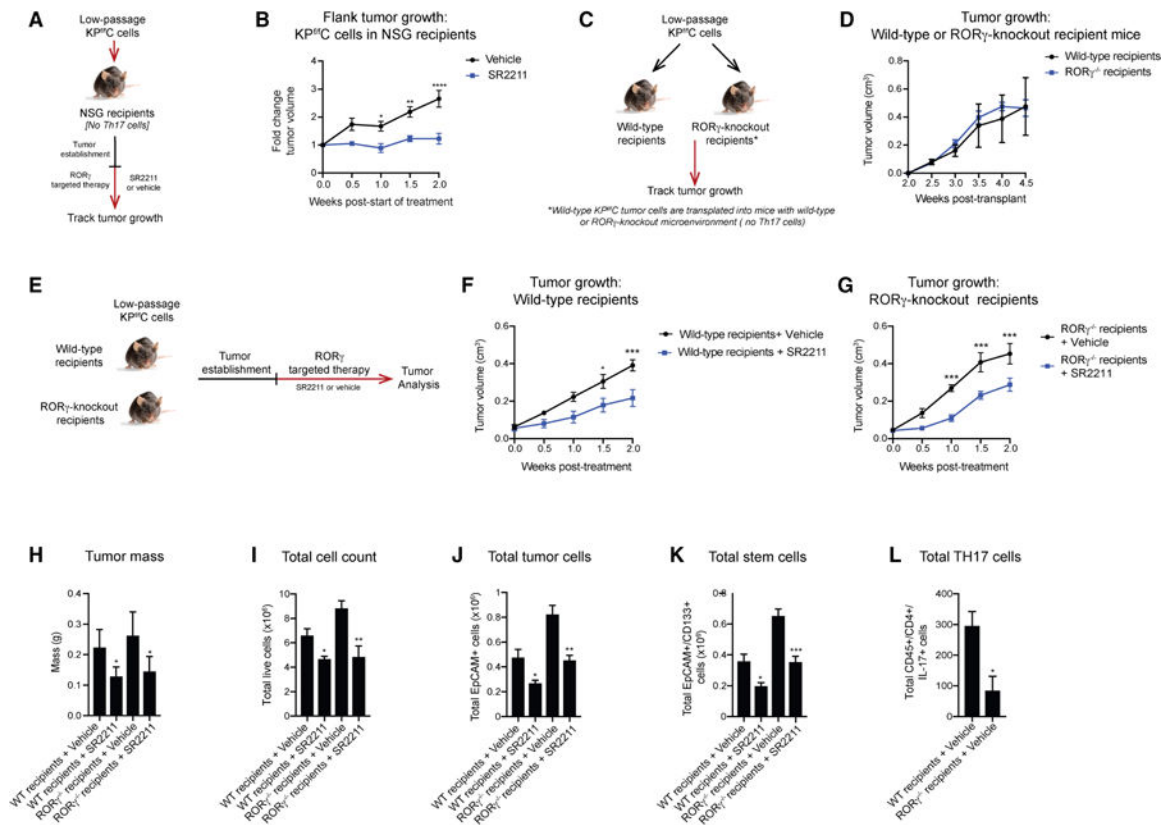 A
Low-passage
KPf/fC cells
NSG recipients
[No Th17 cells]
Tumor
establishment
RORγ
targeted therapy
SR2211
or vehicle
Track tumor growth
B
Flank tumor growth:
KPf/fC cells in NSG recipients
Vehicle
SR2211
Fold change
tumor volume
4
3
2
1
0
*
**
****
0.0 0.5 1.0 1.5 2.0
Weeks post-start of treatment
C
Low-passage
KPf/fC cells
Wild-type
recipients
RORγ-knockout
recipients*
Track tumor growth
*Wild-type KPf/fC tumor cells are transplated into mice with wild-type
or RORγ-knockout microenvironment ( no Th17 cells)
D
Tumor growth:
Wild-type or RORγ-knockout recipient mice
Wild-type recipients
RORγ-/- recipients
Tumor volume (cm3)
0.8
0.6
0.4
0.2
0.0
2.0 2.5 3.0 3.5 4.0 4.5
Weeks post-transplant
E
Low-passage
KPf/fC cells
Wild-type
recipients
RORγ-knockout
recipients
Tumor
establishment
RORγ
targeted therapy
SR2211 or vehicle
Tumor
Analysis
F
Tumor growth:
Wild-type recipients
Wild-type recipients+ Vehicle
Wild-type recipients + SR2211
Tumor volume (cm3)
0.6
0.4
0.2
0.0
*
***
0.0 0.5 1.0 1.5 2.0
Weeks post-treatment
G
Tumor growth:
RORγ-knockout recipients
RORγ-/- recipients
+ Vehicle
RORγ-/- recipients
+ SR2211
Tumor volume (cm3)
0.6
0.4
0.2
0.0
***
***
***
0.0 0.5 1.0 1.5 2.0
Weeks post-treatment
H
Tumor mass
Mass (g)
0.4
0.3
0.2
0.1
0.0
*
*
WT recipients + Vehicle
WT recipients + SR2211
RORγ-/- recipients + Vehicle
RORγ-/- recipients + SR2211
I
Total cell count
Total live cells (x106)
10
8
6
4
2
0
*
**
WT recipients + Vehicle
WT recipients + SR2211
RORγ-/- recipients + Vehicle
RORγ-/- recipients + SR2211
J
Total tumor cells
Total EpCAM+ cells (x106)
1.0
0.8
0.6
0.4
0.2
0
*
**
WT recipients + Vehicle
WT recipients + SR2211
RORγ-/- recipients + Vehicle
RORγ-/- recipients + SR2211
K
Total stem cells
Total EpCAM+/CD133+
cells (x106)
0.8
0.6
0.4
0.2
0
*
***
WT recipients + Vehicle
WT recipients + SR2211
RORγ-/- recipients + Vehicle
RORγ-/- recipients + SR2211
L
Total TH17 cells
Total CD45+/CD4+/
IL-17+ cells
400
300
200
100
0
*
WT recipients + Vehicle
RORγ-/- recipients + Vehicle